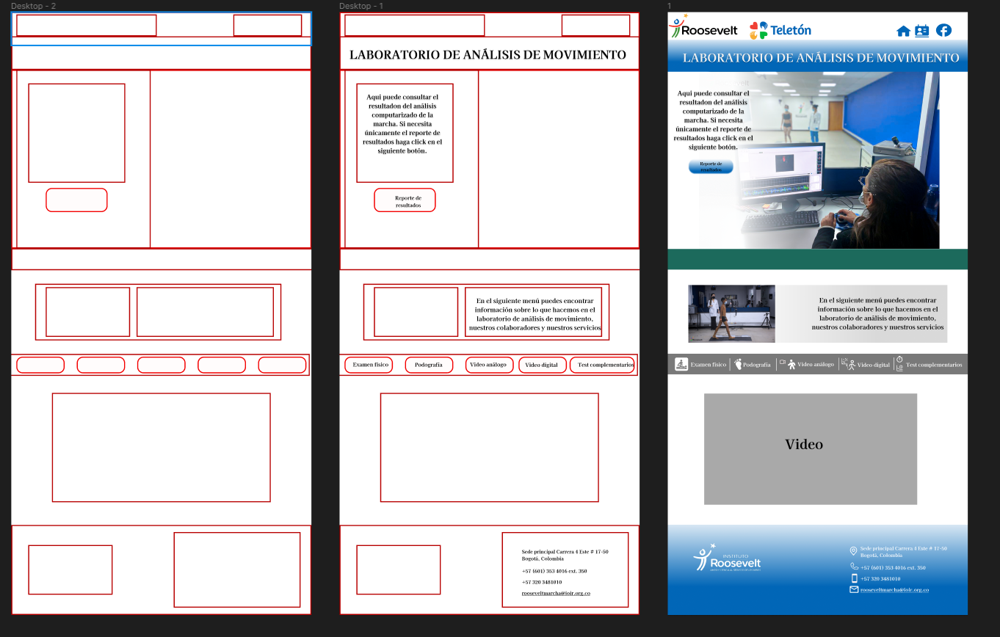 Desktop - 2
Desktop - 1
LABORATORIO DE ANÁLISIS DE MOVIMIENTO
Aqui puede consultar el
resultadon del análisis
computarizado de la
marcha. Si necesita
únicamente el reporte de
resultados haga click en el
siguiente botón.
Reporte de
resultados
En el siguiente menú puedes encontrar
información sobre lo que hacemos en el
laboratorio de análisis de movimiento,
nuestros colaboradores y nuestros servicios
Examen fisico
Podografía
Video análogo
Video digital
Test complementarios
Sede principal Carrera 4 Este # 17-50
Bogotá, Colombia
+57 (601) 353 4016 ext. 350
+57 320 3481010
rooseveltmarcha@ioir.org.co
1
Roosevelt
Teletón
LABORATORIO DE ANÁLISIS DE MOVIMIENTO
Aqui puede consultar el
resultadon del análisis
computarizado de la
marcha. Si necesita
únicamente el reporte de
resultados haga click en el
siguiente botón.
Reporte de
resultados
En el siguiente menú puedes encontrar
información sobre lo que hacemos en el
laboratorio de análisis de movimiento,
nuestros colaboradores y nuestros servicios
Examen fisico
Podografía
Video análogo
Video digital
Test complementarios
Video
INSTITUTO
Roosevelt
Sede principal Carrera 4 Este # 17-50
Bogotá, Colombia
+57 (601) 353 4016 ext. 350
+57 320 3481010
rooseveltmarcha@ioir.org.co